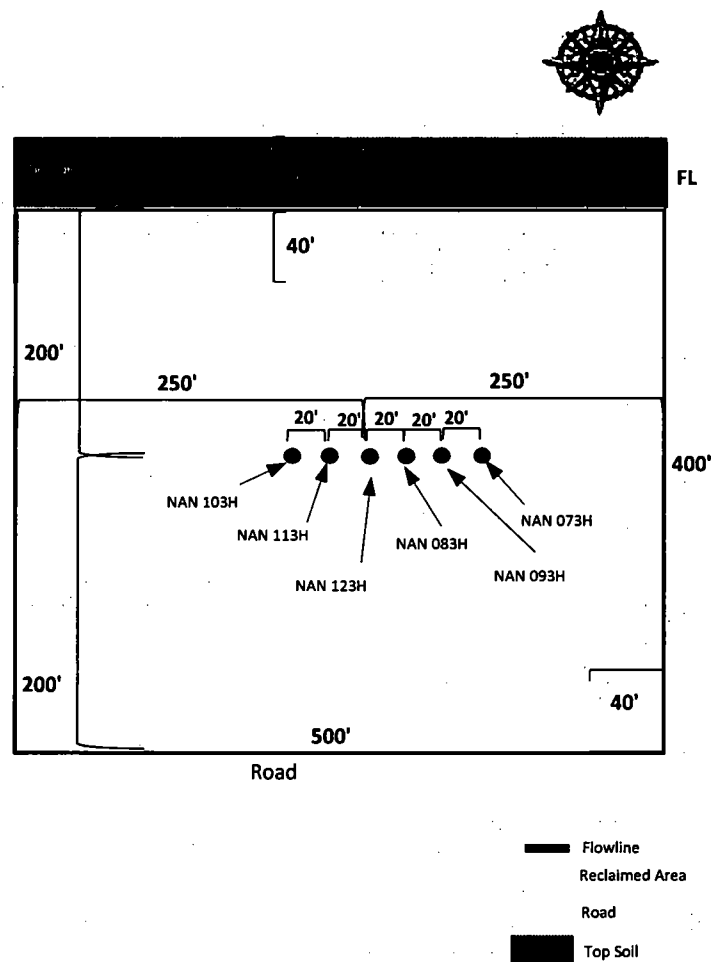 FL
40'
200'
250'
250'
20'
20'
20'
20'
20'
400'
NAN 103H
NAN 113H
NAN 123H
NAN 083H
NAN 093H
NAN 073H
200'
40'
500'
Road
Flowline
Reclaimed Area
Road
Top Soil